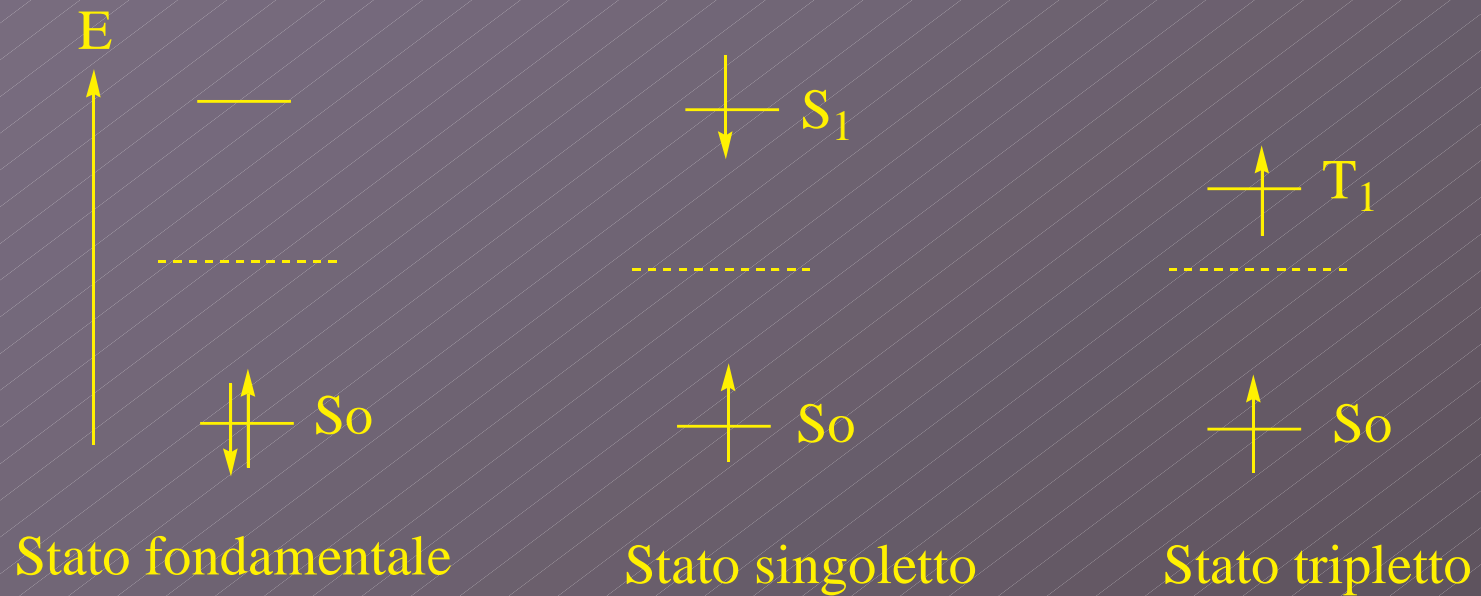 E
S₁
T₁
So
So
So
Stato fondamentale
Stato singoletto
Stato tripletto